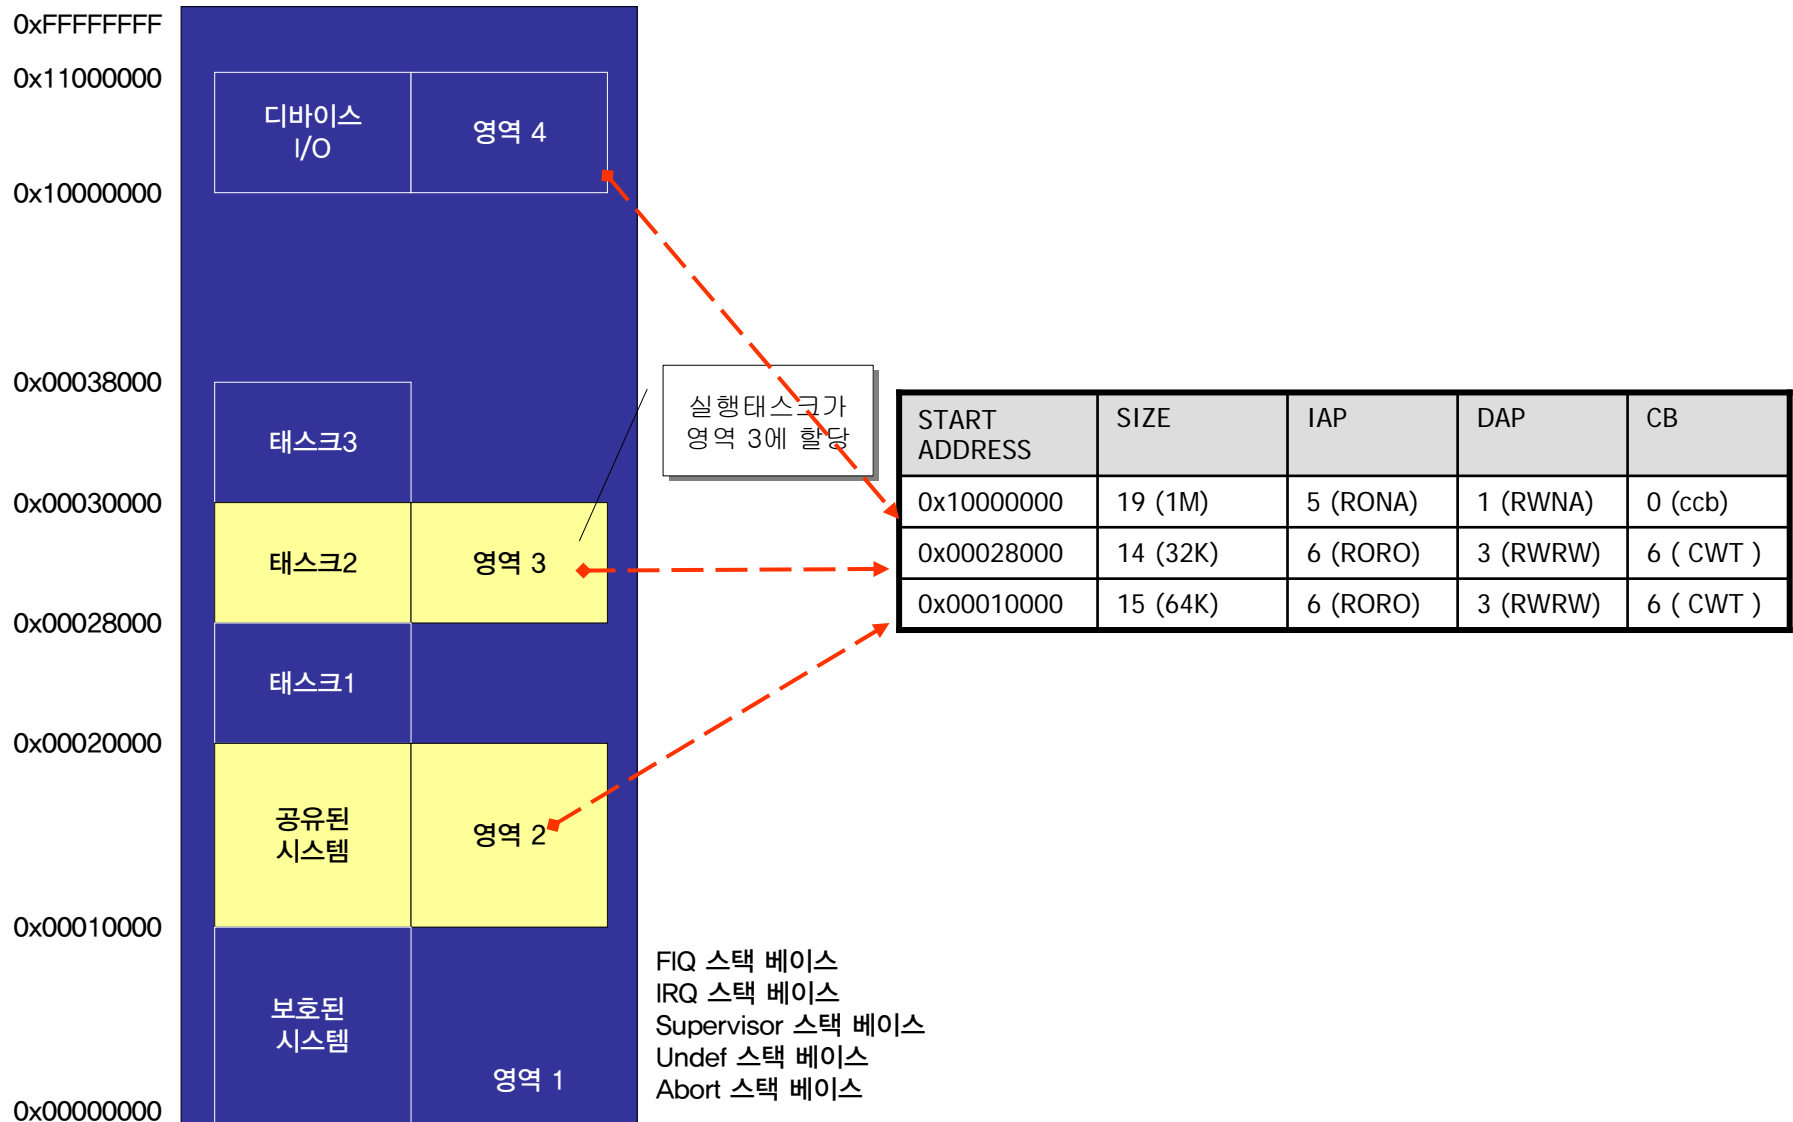 0xFFFFFFFF
0x11000000
디바이스
I/O
영역 4
0x10000000
0x00038000
태스크3
실행태스크가
영역 3에 할당
0x00030000
태스크2
영역 3
0x00028000
태스크1
0x00020000
공유된
시스템
영역 2
0x00010000
보호된
시스템
영역 1
0x00000000
FIQ 스택 베이스
IRQ 스택 베이스
Supervisor 스택 베이스
Undef 스택 베이스
Abort 스택 베이스
START
ADDRESS
SIZE
IAP
DAP
CB
0x10000000 19 (1M) 5 (RONA) 1 (RWNA) 0 (ccb)
0x00028000 14 (32K) 6 (RORO) 3 (RWRW) 6 ( CWT )
0x00010000 15 (64K) 6 (RORO) 3 (RWRW) 6 ( CWT )